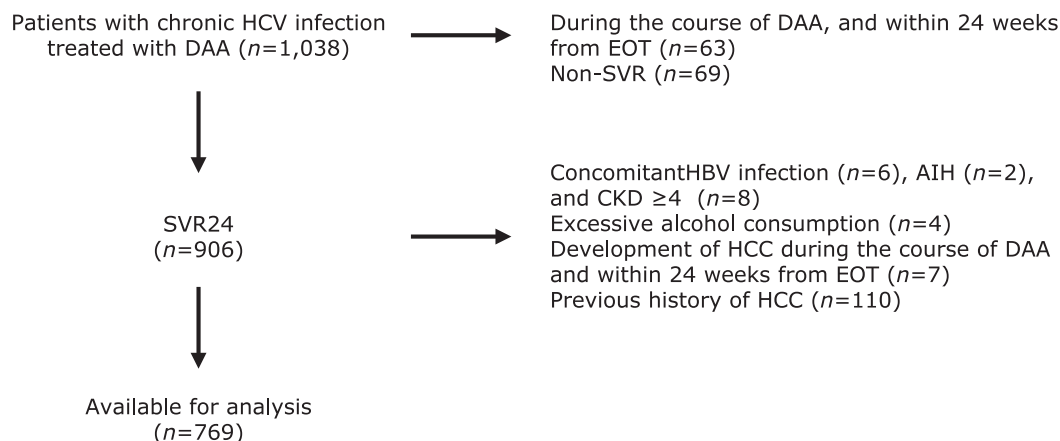 Patients with chronic HCV infection
treated with DAA (n=1,038)
During the course of DAA, and within 24 weeks
from EOT (n=63)
Non-SVR (n=69)
SVR24
(n=906)
ConcomitantHBV infection (n=6), AIH (n=2),
and CKD ≥4 (n=8)
Excessive alcohol consumption (n=4)
Development of HCC during the course of DAA
and within 24 weeks from EOT (n=7)
Previous history of HCC (n=110)
Available for analysis
(n=769)